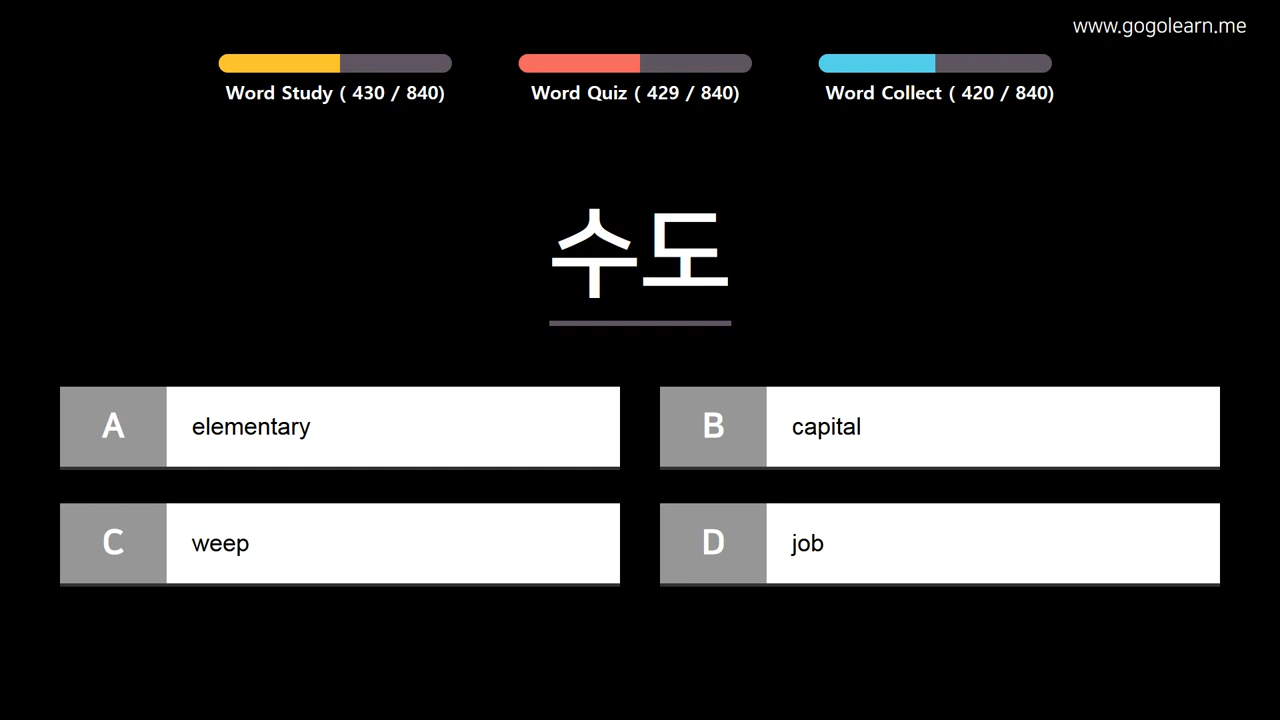 www.gogolearn.me
Word Study ( 430 / 840)
Word Quiz ( 429 / 840)
Word Collect ( 420 / 840)
수도
A elementary
B capital
C weep
D job